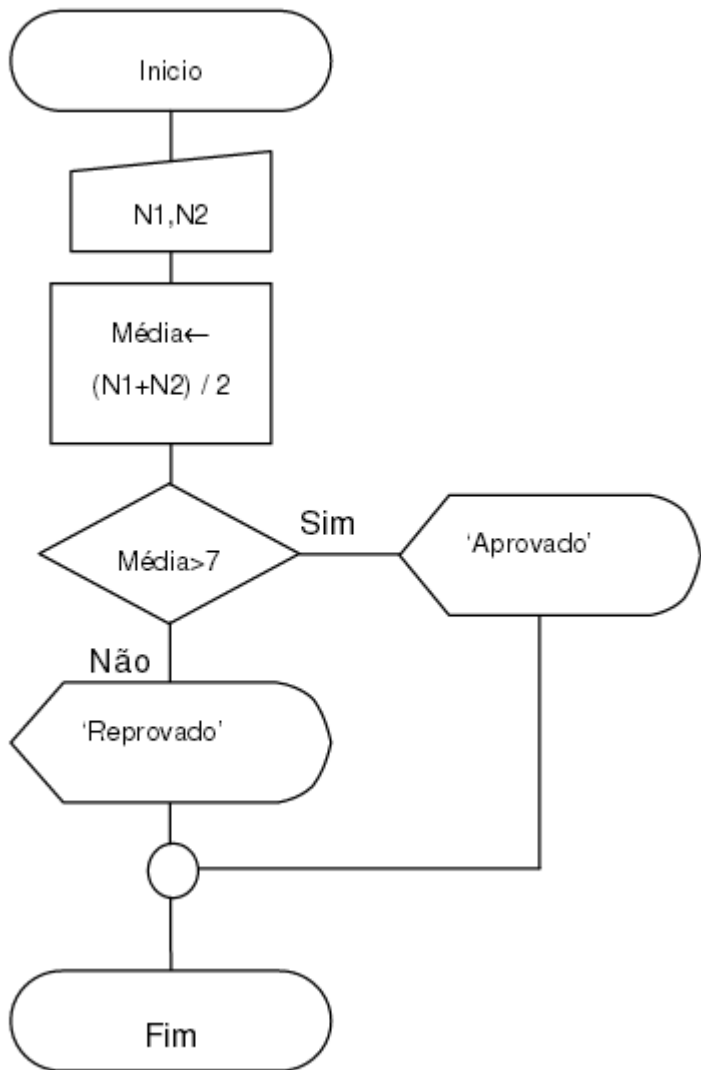 Inicio
N1,N2
Média←
(N1+N2) / 2
Média>7
Sim
‘Aprovado’
Não
‘Reprovado’
Fim